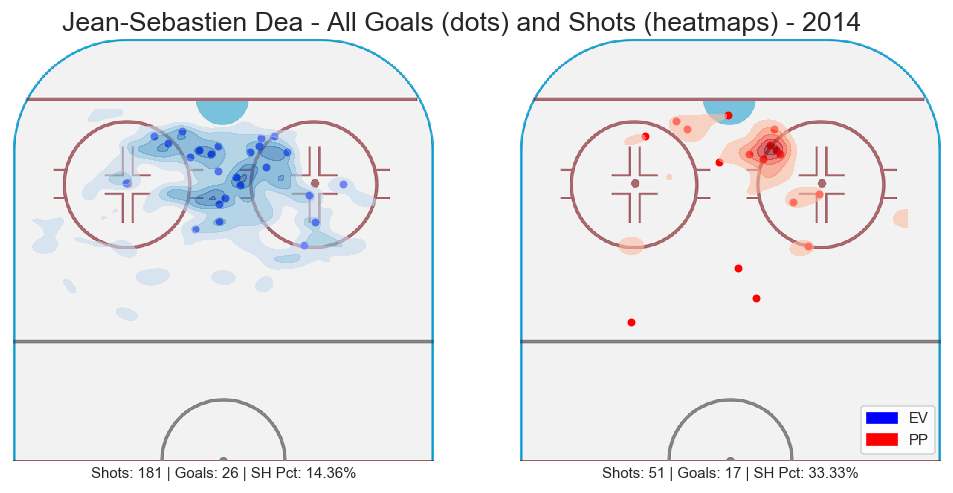 Jean-Sebastien Dea - All Goals (dots) and Shots (heatmaps) - 2014
EV
PP
Shots: 181 | Goals: 26 | SH Pct: 14.36%
Shots: 51 | Goals: 17 | SH Pct: 33.33%